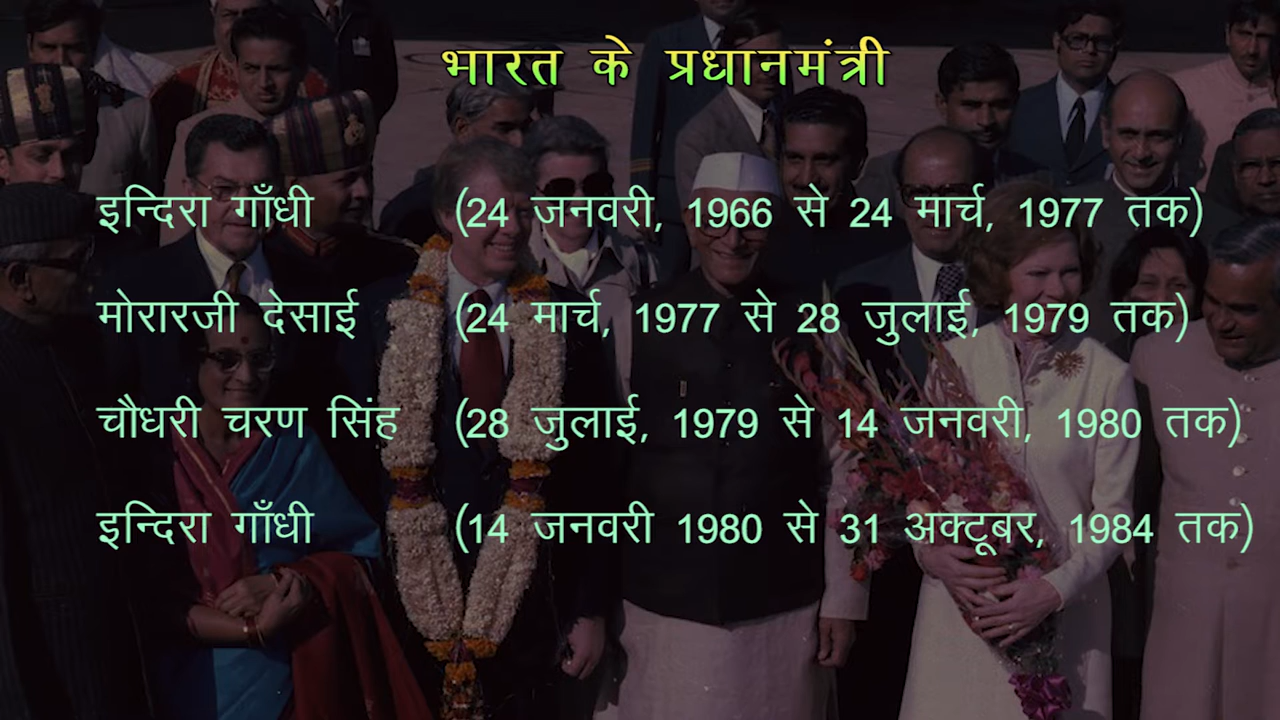 भारत के प्रधानमंत्री
इन्दिरा गाँधी (24 जनवरी, 1966 से 24 मार्च, 1977 तक)
मोरारजी देसाई (24 मार्च, 1977 से 28 जुलाई, 1979 तक)
चौधरी चरण सिंह (28 जुलाई, 1979 से 14 जनवरी, 1980 तक)
इन्दिरा गाँधी (14 जनवरी 1980 से 31 अक्टूबर, 1984 तक)